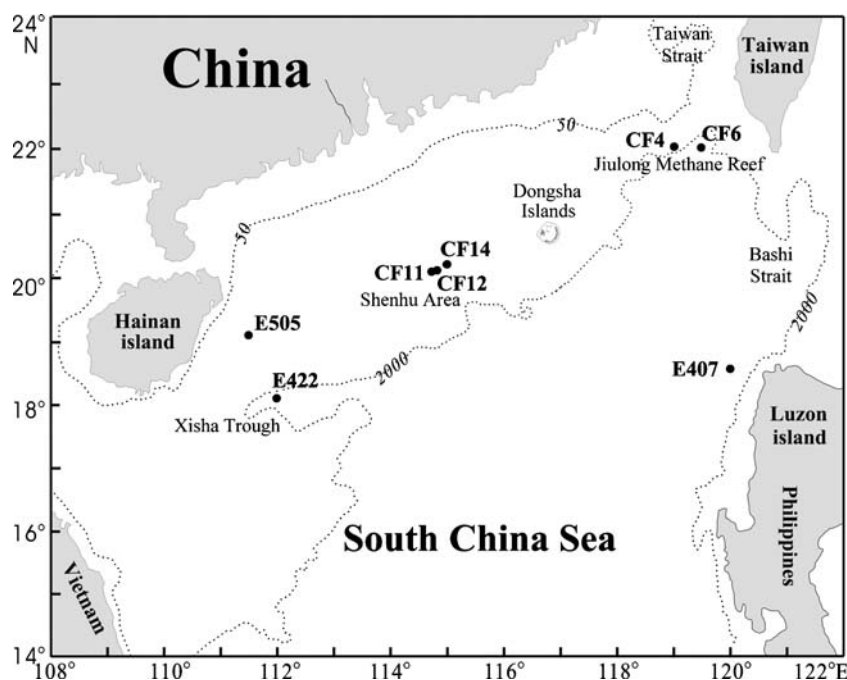 24°
N
22°
20°
18°
16°
14°
China
Taiwan
Strait
Taiwan
island
50
CF4
CF6
Jiulong Methane Reef
Dongsha
Islands
50
CF14
CF11
CF12
Shenhu Area
Bashi
Strait
Hainan
island
E505
2000
2000
E422
E407
Xisha Trough
Luzon
island
Philippines
South China Sea
Vietnam
108
110
112
114
116
118
120
122°E